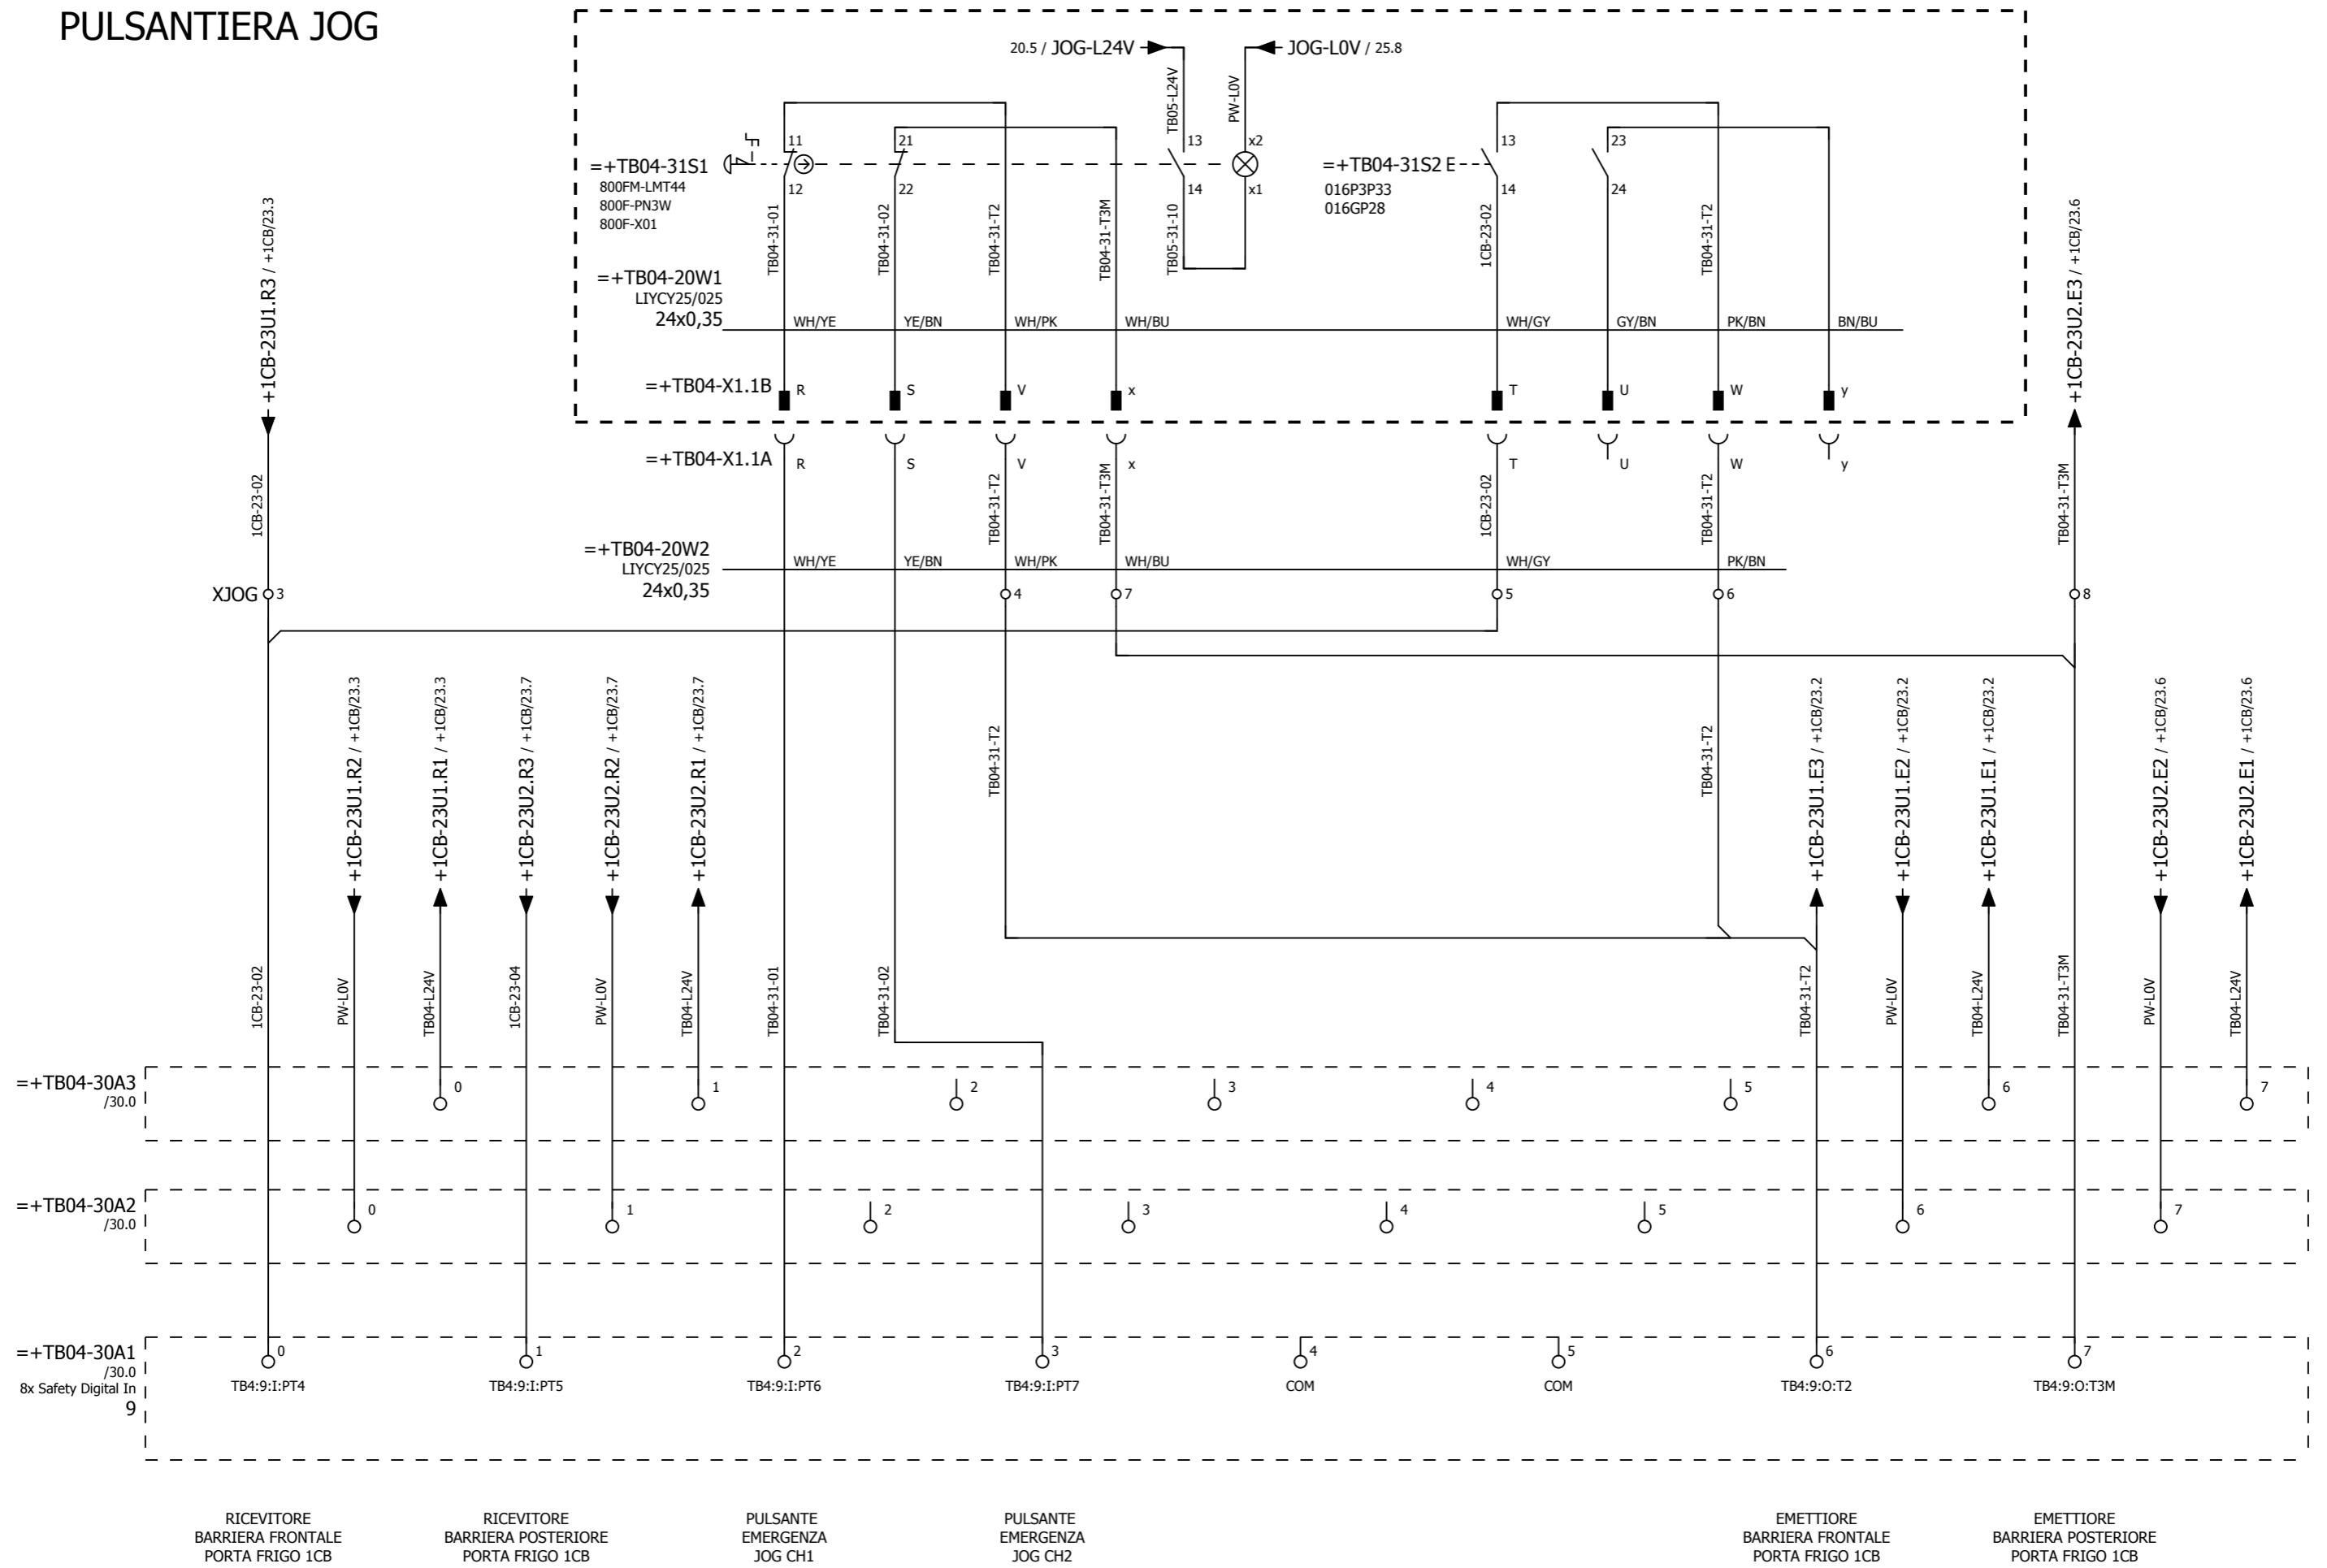 PULSANTIERA JOG
20.5 / JOG-L24V
JOG-L0V / 25.8
TB05-L24V
PW-L0V
=+TB04-31S1
800FM-LMT44
800F-PN3W
800F-X01
11
12
21
22
13
14
x2
x1
=+TB04-31S2 E
016P3P33
016GP28
13
14
23
24
TB04-31-01
TB04-31-02
TB04-31-T2
TB04-31-T3M
TB05-31-10
1CB-23-02
TB04-31-T2
+1CB-23U1.R3 / +1CB/23.3
+1CB-23U2.E3 / +1CB/23.6
=+TB04-20W1
LIYCY25/025
24x0,35
WH/YE
YE/BN
WH/PK
WH/BU
WH/GY
GY/BN
PK/BN
BN/BU
=+TB04-X1.1B
R
S
V
x
T
U
W
y
=+TB04-X1.1A
R
S
V
x
T
U
W
y
1CB-23-02
TB04-31-T2
TB04-31-T3M
1CB-23-02
TB04-31-T2
TB04-31-T3M
=+TB04-20W2
LIYCY25/025
24x0,35
WH/YE
YE/BN
WH/PK
WH/BU
WH/GY
PK/BN
XJOG
3
4
7
5
6
8
+1CB-23U1.R2 / +1CB/23.3
+1CB-23U1.R1 / +1CB/23.3
+1CB-23U2.R3 / +1CB/23.7
+1CB-23U2.R2 / +1CB/23.7
+1CB-23U2.R1 / +1CB/23.7
TB04-31-T2
TB04-31-T2
+1CB-23U1.E3 / +1CB/23.2
+1CB-23U1.E2 / +1CB/23.2
+1CB-23U1.E1 / +1CB/23.2
+1CB-23U2.E2 / +1CB/23.6
+1CB-23U2.E1 / +1CB/23.6
1CB-23-02
PW-L0V
TB04-L24V
1CB-23-04
PW-L0V
TB04-L24V
TB04-31-01
TB04-31-02
TB04-31-T2
PW-L0V
TB04-L24V
TB04-31-T3M
PW-L0V
TB04-L24V
=+TB04-30A3
/30.0
0
1
2
3
4
5
6
7
=+TB04-30A2
/30.0
0
1
2
3
4
5
6
7
=+TB04-30A1
/30.0
8x Safety Digital In
9
0
1
2
3
4
5
6
7
TB4:9:I:PT4
TB4:9:I:PT5
TB4:9:I:PT6
TB4:9:I:PT7
COM
COM
TB4:9:O:T2
TB4:9:O:T3M
RICEVITORE
BARRIERA FRONTALE
PORTA FRIGO 1CB
RICEVITORE
BARRIERA POSTERIORE
PORTA FRIGO 1CB
PULSANTE
EMERGENZA
JOG CH1
PULSANTE
EMERGENZA
JOG CH2
EMETTIORE
BARRIERA FRONTALE
PORTA FRIGO 1CB
EMETTIORE
BARRIERA POSTERIORE
PORTA FRIGO 1CB